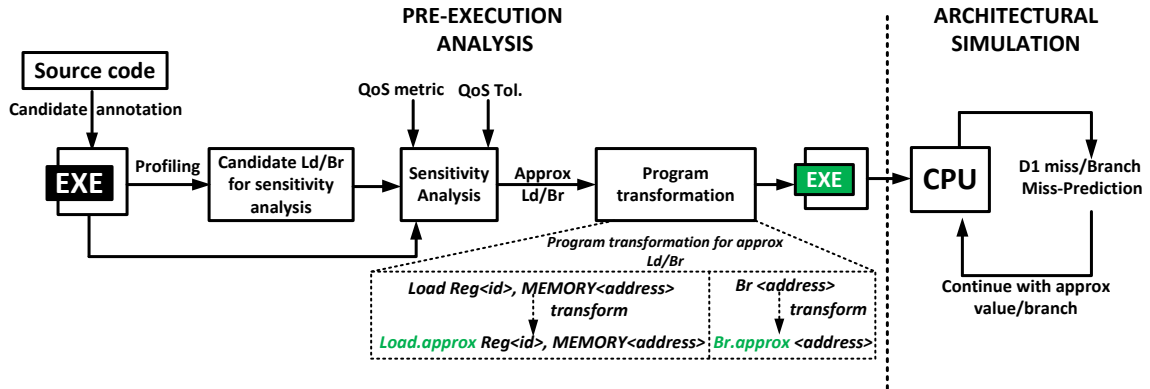 PRE-EXECUTION
ANALYSIS
ARCHITECTURAL
SIMULATION
Source code
Candidate annotation
QoS metric
QoS Tol.
EXE
Profiling
Candidate Ld/Br
for sensitivity
analysis
Sensitivity
Analysis
Approx
Ld/Br
Program
transformation
EXE
CPU
D1 miss/Branch
Miss-Prediction
Continue with approx
value/branch
Program transformation for approx
Ld/Br
Load Reg<id>, MEMORY<address>
transform
Load.approx Reg<id>, MEMORY<address>
Br <address>
transform
Br.approx <address>